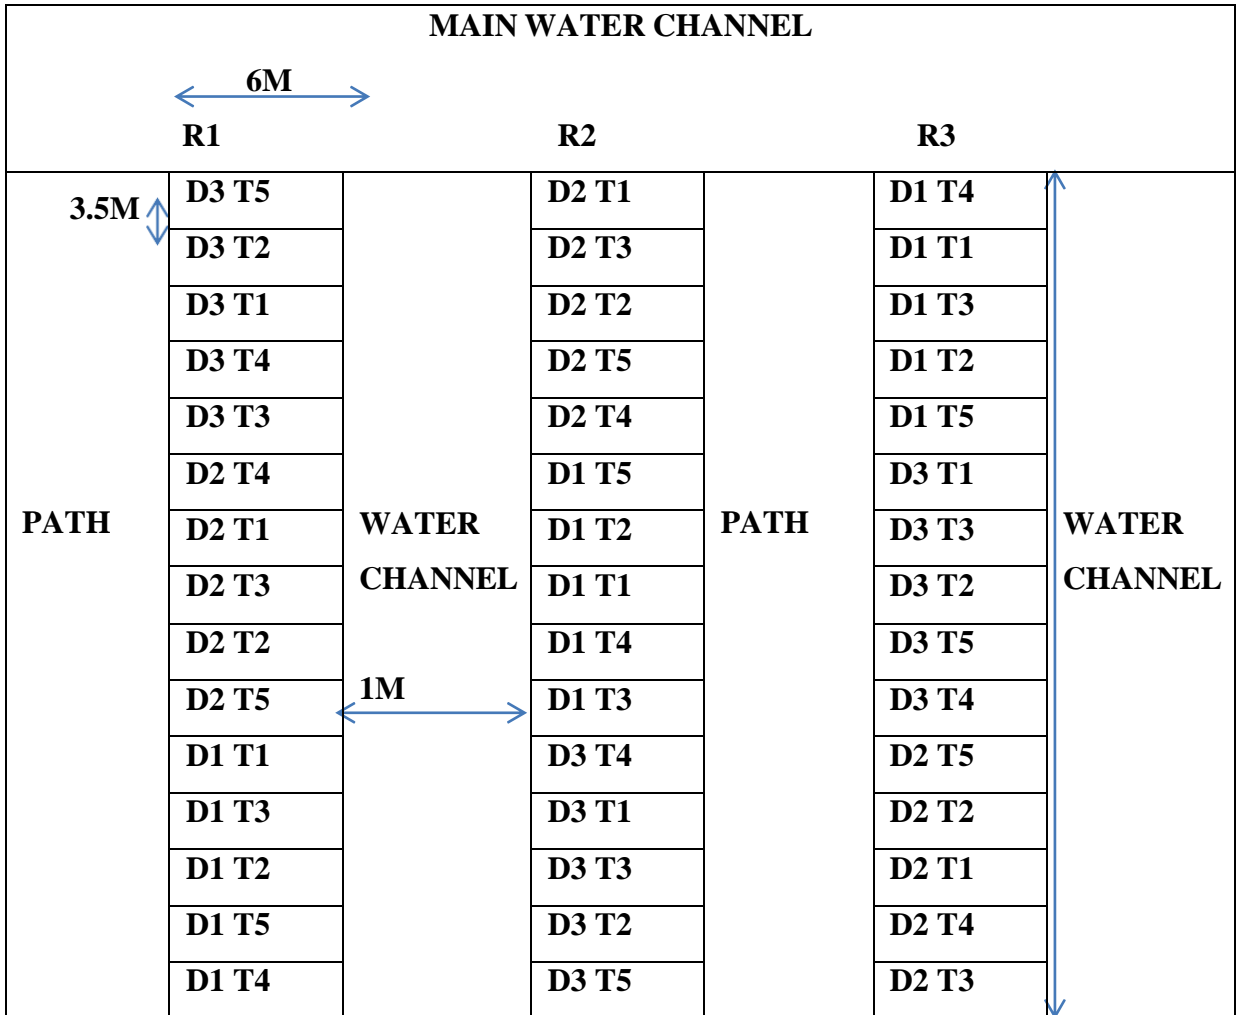 MAIN WATER CHANNEL
6M
R1 R2 R3
3.5M
D3 T5 D2 T1 D1 T4
D3 T2 D2 T3 D1 T1
D3 T1 D2 T2 D1 T3
D3 T4 D2 T5 D1 T2
D3 T3 D2 T4 D1 T5
D2 T4 D1 T5 D3 T1
PATH D2 T1 WATER D1 T2 PATH D3 T3 WATER
D2 T3 CHANNEL D1 T1 D3 T2 CHANNEL
D2 T2 D1 T4 D3 T5
D2 T5 1M D1 T3 D3 T4
D1 T1 D3 T4 D2 T5
D1 T3 D3 T1 D2 T2
D1 T2 D3 T3 D2 T1
D1 T5 D3 T2 D2 T4
D1 T4 D3 T5 D2 T3